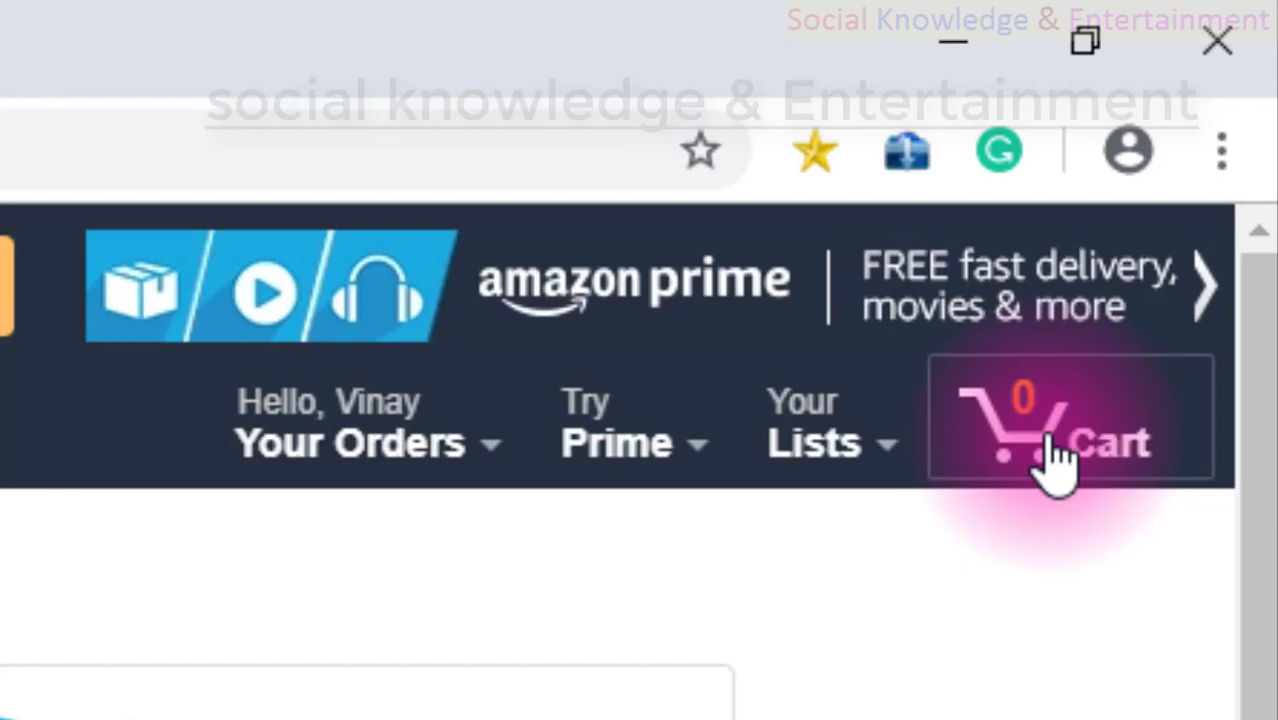 Social Knowledge & Entertainment
social knowledge & Entertainment
G
amazon prime
FREE fast delivery,
movies & more
Hello, Vinay
Your Orders
Try
Prime
Your
Lists
0
Cart